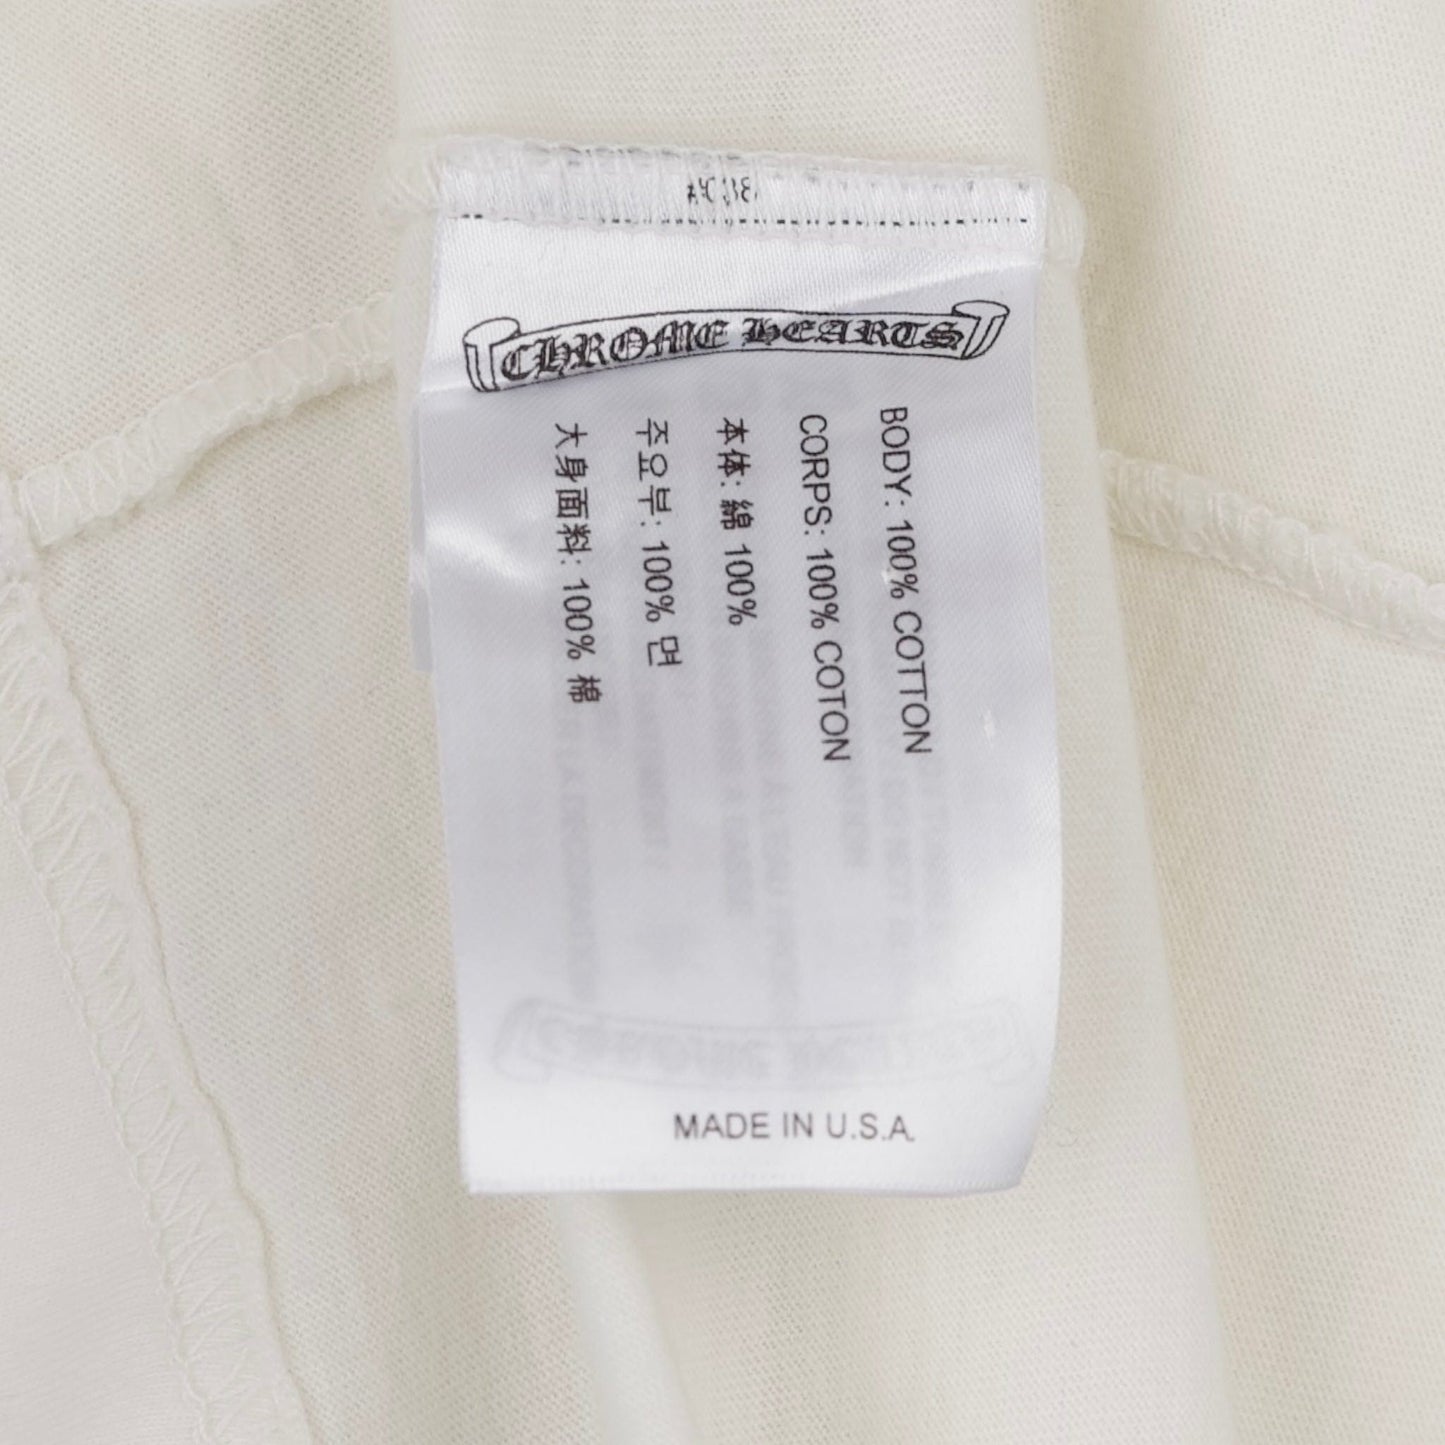 CHROME HEARTS
BODY: 100% COTTON
CORPS: 100% COTON
本体: 綿 100%
주요부: 100% 면
大身面料: 100% 棉
MADE IN U.S.A.